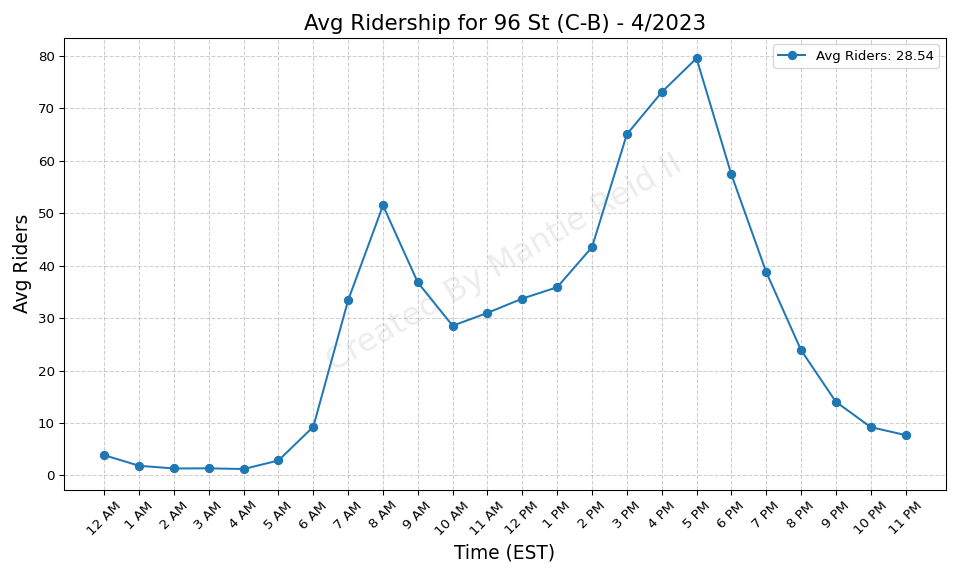 Avg Ridership for 96 St (C-B) - 4/2023
Avg Riders: 28.54
80
70
60
50
40
30
20
10
0
Avg Riders
Created By Mantle Reid II
12 AM
1 AM
2 AM
3 AM
4 AM
5 AM
6 AM
7 AM
8 AM
9 AM
10 AM
11 AM
12 PM
1 PM
2 PM
3 PM
4 PM
5 PM
6 PM
7 PM
8 PM
9 PM
10 PM
11 PM
Time (EST)